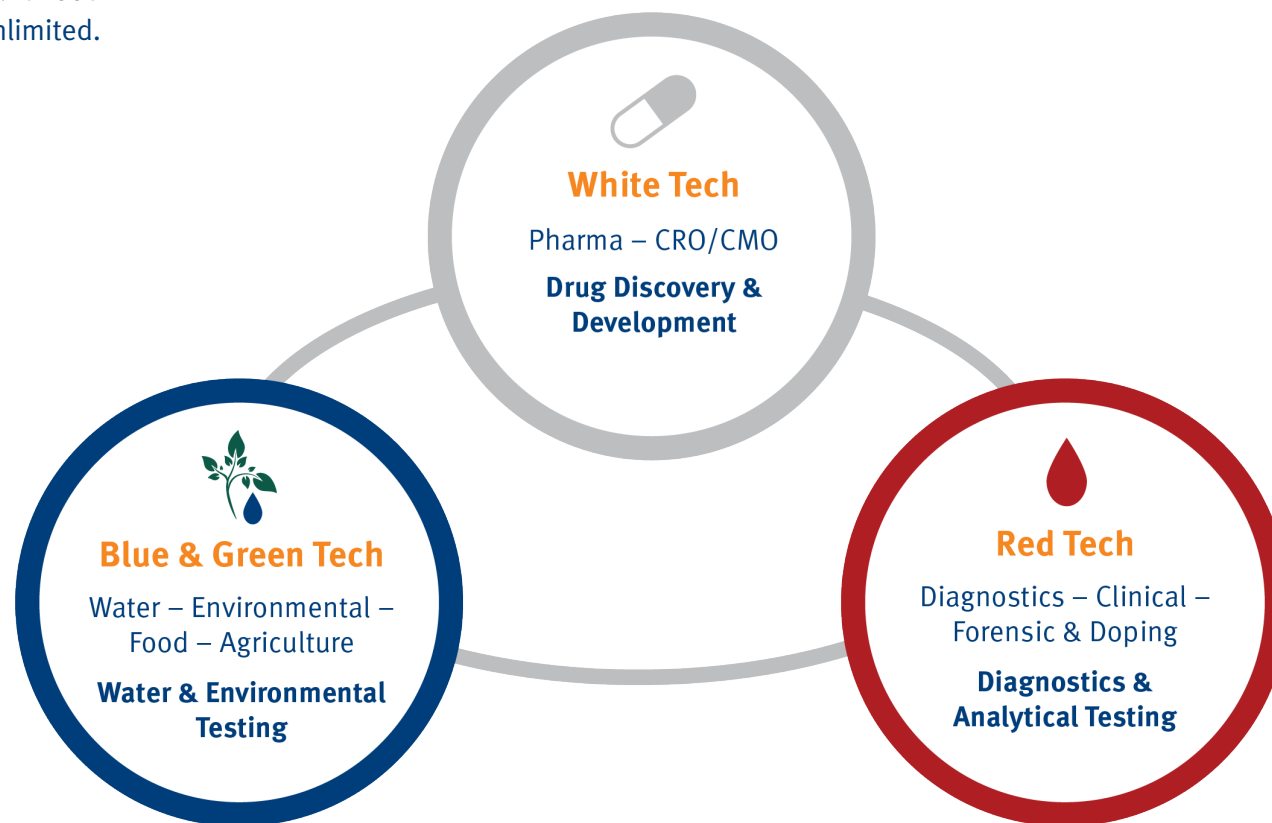 nlimited.
White Tech
Pharma – CRO/CMO
Drug Discovery &
Development
Blue & Green Tech
Water – Environmental –
Food – Agriculture
Water & Environmental
Testing
Red Tech
Diagnostics – Clinical –
Forensic & Doping
Diagnostics &
Analytical Testing